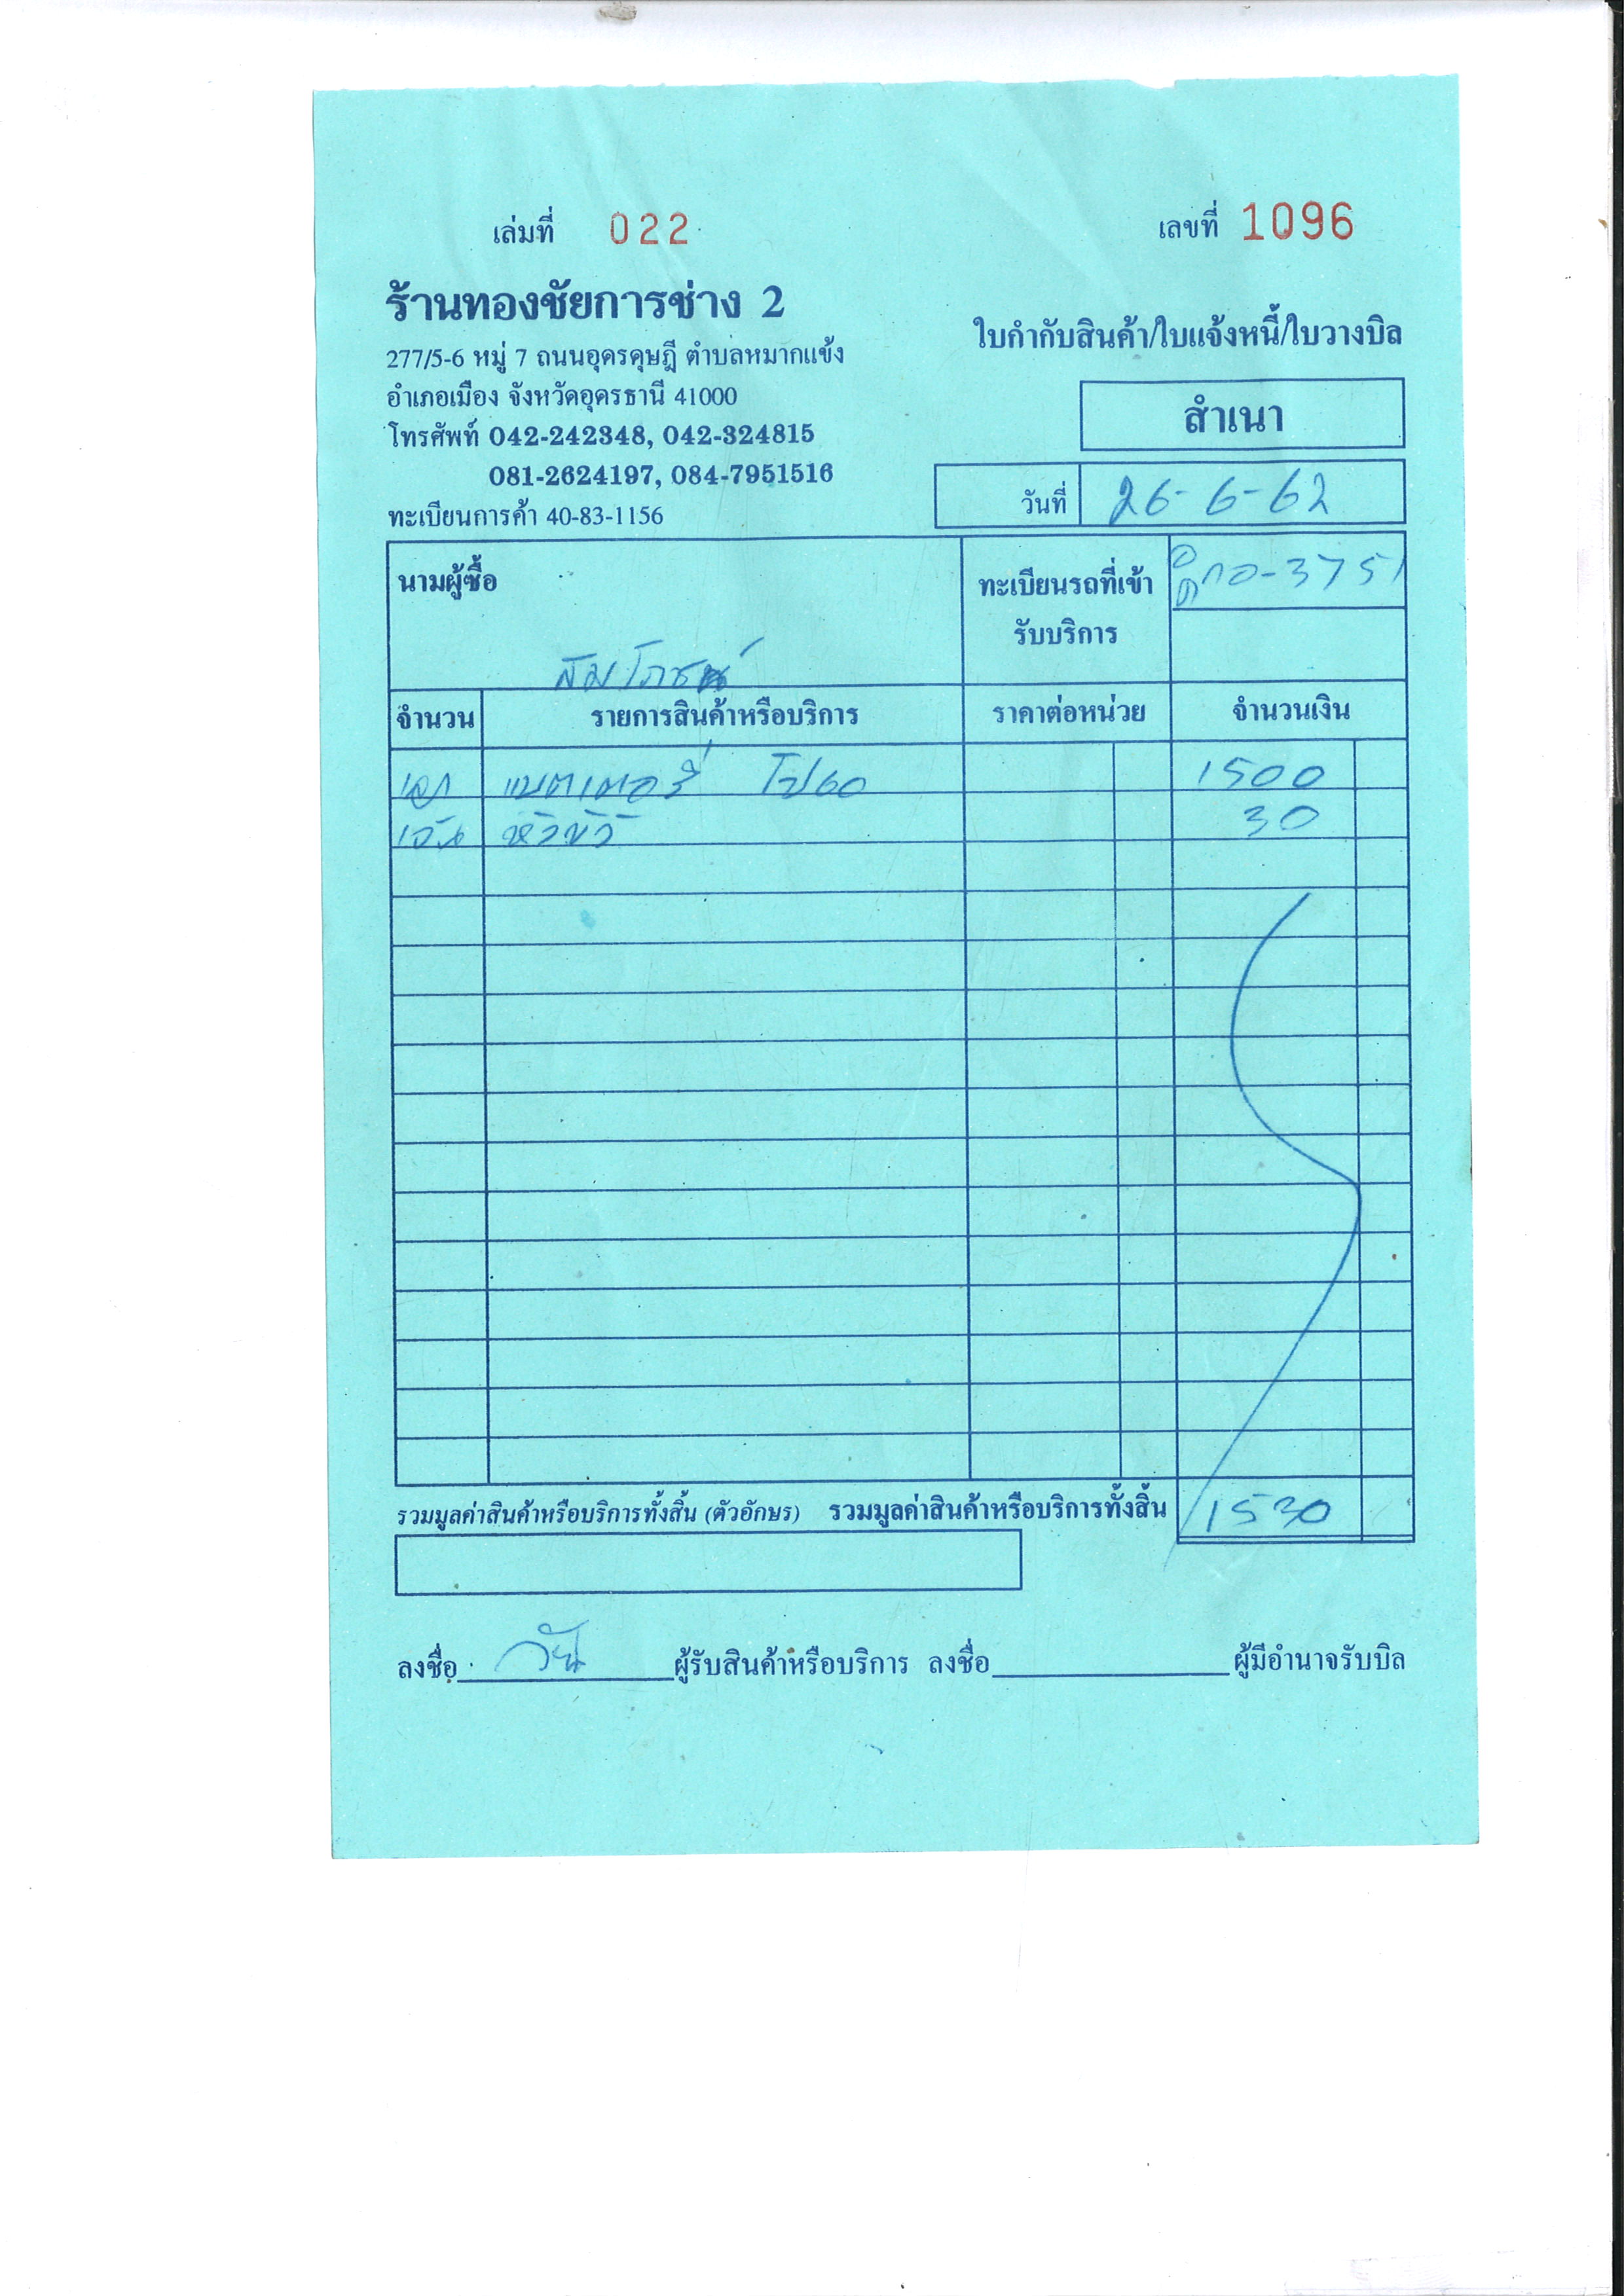 เล่มที่ 022 เลขที่ 1096
ร้านทองชัยการช่าง 2
277/5-6 หมู่ 7 ถนนอุดรดุษฎี ตำบลหมากแข้ง
อำเภอเมือง จังหวัดอุดรธานี 41000
โทรศัพท์ 042-242348, 042-324815
081-2624197, 084-7951516
ทะเบียนการค้า 40-83-1156
ใบกำกับสินค้า/ใบแจ้งหนี้/ใบวางบิล
สำเนา
วันที่ 26-6-62
นามผู้ซื้อ
สัมโภชน์
ทะเบียนรถที่เข้า
รับบริการ
กอ-3751
จำนวน รายการสินค้าหรือบริการ ราคาต่อหน่วย จำนวนเงิน
แบตเตอรี่ โป60 1500
1อัน หัวขั้ว 30
รวมมูลค่าสินค้าหรือบริการทั้งสิ้น (ตัวอักษร) รวมมูลค่าสินค้าหรือบริการทั้งสิ้น 1530
ลงชื่อ ผู้รับสินค้าหรือบริการ ลงชื่อ ผู้มีอำนาจรับบิล